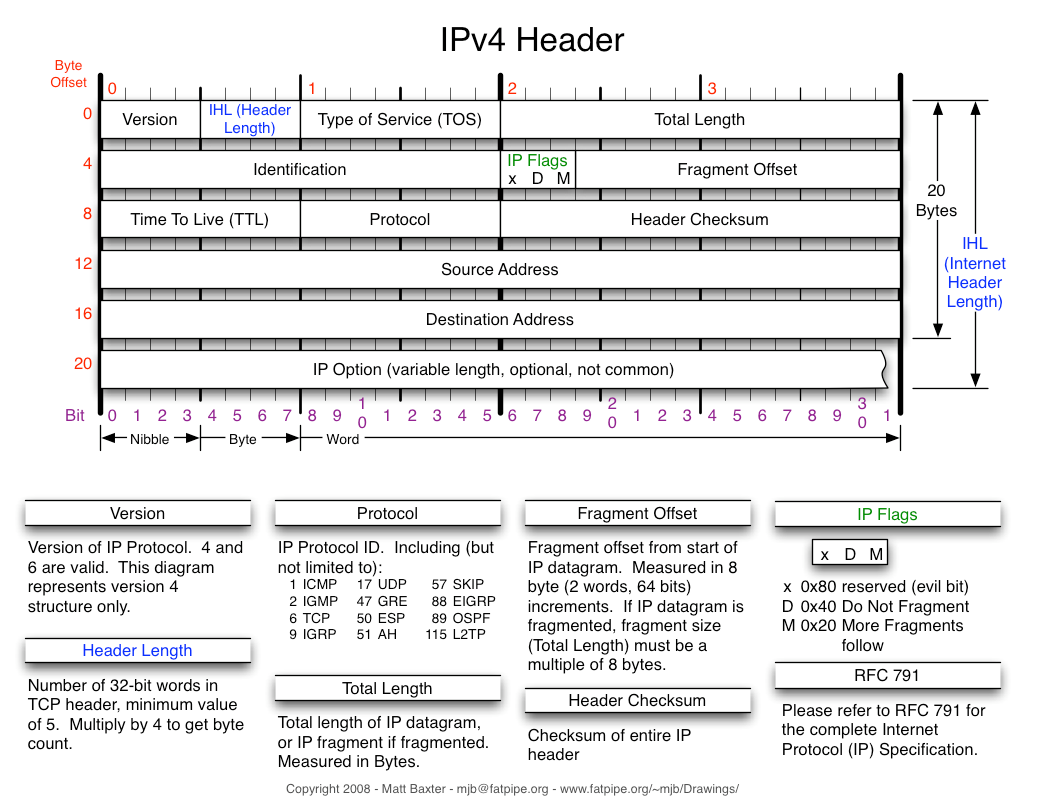 IPv4 Header
Byte
Offset
0 1 2 3
0 Version IHL (Header
Length) Type of Service (TOS) Total Length
4 Identification IP Flags
x D M Fragment Offset
8 Time To Live (TTL) Protocol Header Checksum
12 Source Address
16 Destination Address
20 IP Option (variable length, optional, not common)
20
Bytes
IHL
(Internet
Header
Length)
Bit 0 1 2 3 4 5 6 7 8 9 10 1 2 3 4 5 6 7 8 9 20 1 2 3 4 5 6 7 8 9 30 1
Nibble Byte Word
Version
Version of IP Protocol. 4 and
6 are valid. This diagram
represents version 4
structure only.
Header Length
Number of 32-bit words in
TCP header, minimum value
of 5. Multiply by 4 to get byte
count.
Protocol
IP Protocol ID. Including (but
not limited to):
1 ICMP 17 UDP 57 SKIP
2 IGMP 47 GRE 88 EIGRP
6 TCP 50 ESP 89 OSPF
9 IGRP 51 AH 115 L2TP
Total Length
Total length of IP datagram,
or IP fragment if fragmented.
Measured in Bytes.
Fragment Offset
Fragment offset from start of
IP datagram. Measured in 8
byte (2 words, 64 bits)
increments. If IP datagram is
fragmented, fragment size
(Total Length) must be a
multiple of 8 bytes.
Header Checksum
Checksum of entire IP
header
IP Flags
x D M
x 0x80 reserved (evil bit)
D 0x40 Do Not Fragment
M 0x20 More Fragments
follow
RFC 791
Please refer to RFC 791 for
the complete Internet
Protocol (IP) Specification.
Copyright 2008 - Matt Baxter - mjb@fatpipe.org - www.fatpipe.org/~mjb/Drawings/